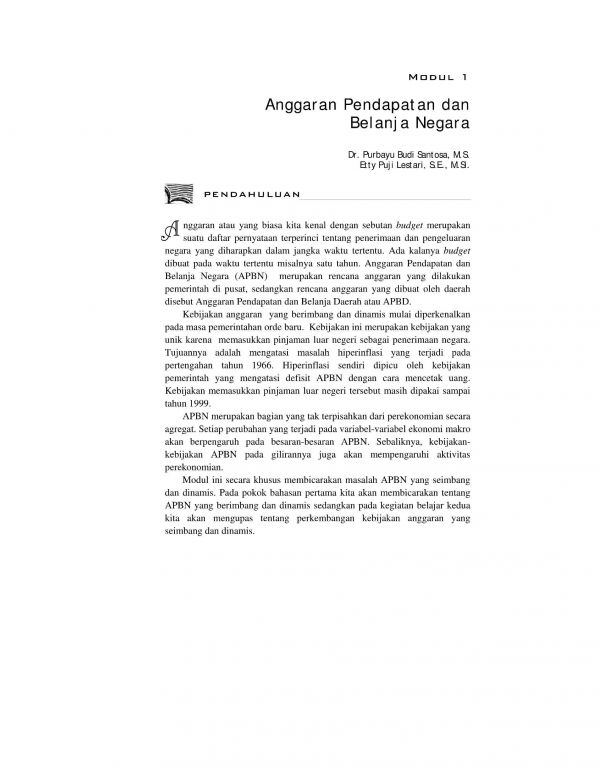 MODUL 1
Anggaran Pendapatan dan
Belanja Negara
Dr. Purbayu Budi Santosa, M.S.
Etty Puji Lestari, S.E., M.Si.
PENDAHULUAN
Anggaran atau yang biasa kita kenal dengan sebutan budget merupakan
suatu daftar pernyataan terperinci tentang penerimaan dan pengeluaran
negara yang diharapkan dalam jangka waktu tertentu. Ada kalanya budget
dibuat pada waktu tertentu misalnya satu tahun. Anggaran Pendapatan dan
Belanja Negara (APBN) merupakan rencana anggaran yang dilakukan
pemerintah di pusat, sedangkan rencana anggaran yang dibuat oleh daerah
disebut Anggaran Pendapatan dan Belanja Daerah atau APBD.
Kebijakan anggaran yang berimbang dan dinamis mulai diperkenalkan
pada masa pemerintahan orde baru. Kebijakan ini merupakan kebijakan yang
unik karena memasukkan pinjaman luar negeri sebagai penerimaan negara.
Tujuannya adalah mengatasi masalah hiperinflasi yang terjadi pada
pertengahan tahun 1966. Hiperinflasi sendiri dipicu oleh kebijakan
pemerintah yang mengatasi defisit APBN dengan cara mencetak uang.
Kebijakan memasukkan pinjaman luar negeri tersebut masih dipakai sampai
tahun 1999.
APBN merupakan bagian yang tak terpisahkan dari perekonomian secara
agregat. Setiap perubahan yang terjadi pada variabel-variabel ekonomi makro
akan berpengaruh pada besaran-besaran APBN. Sebaliknya, kebijakan-
kebijakan APBN pada gilirannya juga akan mempengaruhi aktivitas
perekonomian.
Modul ini secara khusus membicarakan masalah APBN yang seimbang
dan dinamis. Pada pokok bahasan pertama kita akan membicarakan tentang
APBN yang berimbang dan dinamis sedangkan pada kegiatan belajar kedua
kita akan mengupas tentang perkembangan kebijakan anggaran yang
seimbang dan dinamis.